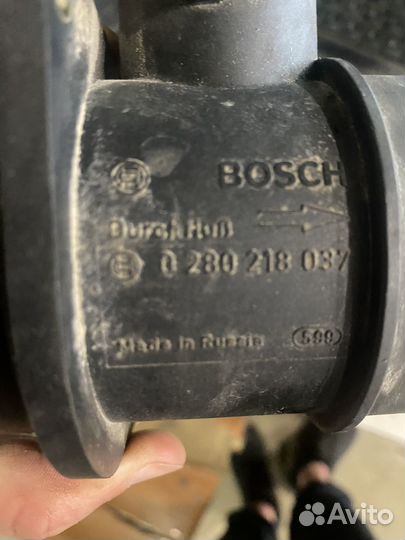 BOSCH
Durchfluß
0 280 218 037
Made in Russia 599
Avito